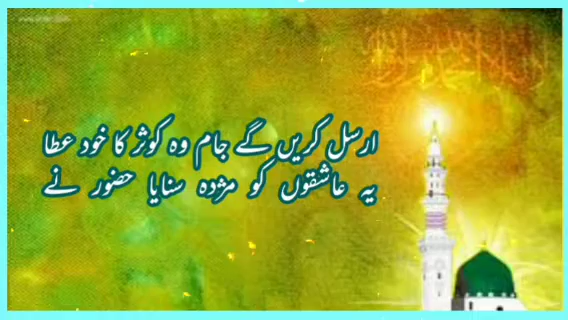 ارسل کریں گے جام وہ کوثر کا خود عطا
یہ عاشقوں کو مژدہ سنایا حضور نے